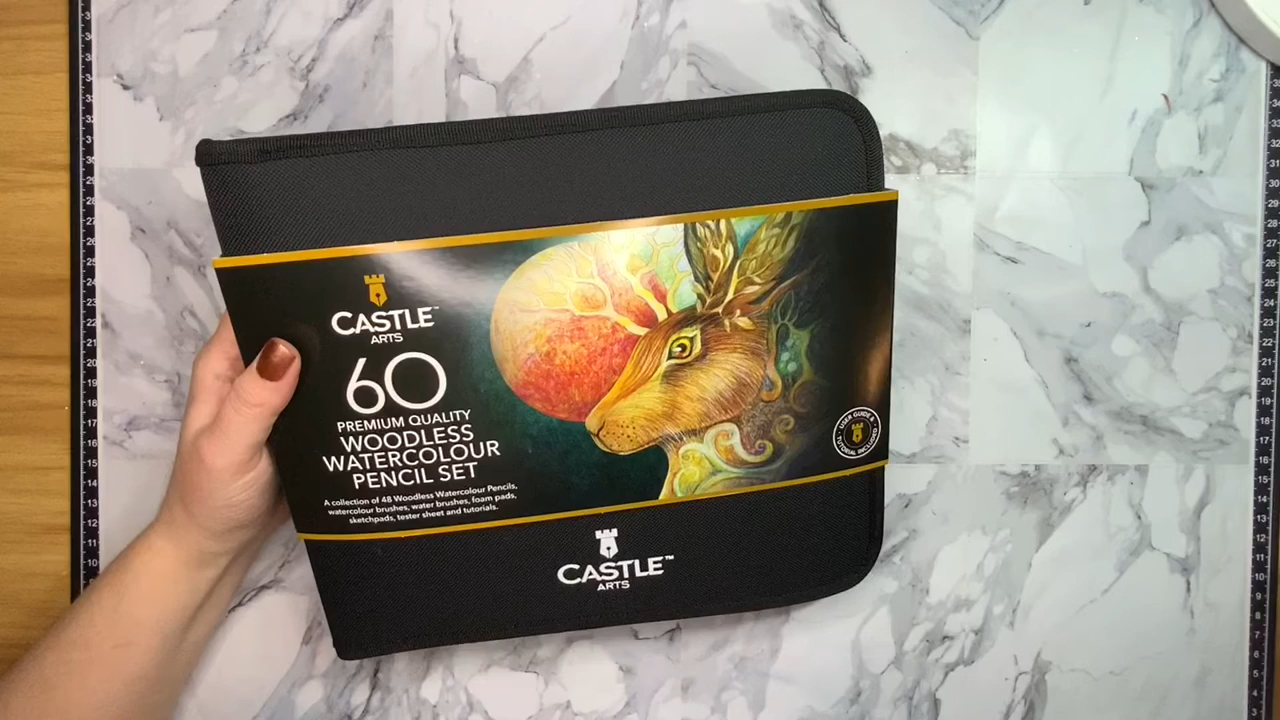 CASTLE™
ARTS
60
PREMIUM QUALITY
WOODLESS
WATERCOLOUR
PENCIL SET
A collection of 48 Woodless Watercolour Pencils,
watercolour brushes, water brushes, foam pads,
sketchpads, tester sheet and tutorials.
USER GUIDE &
TUTORIAL INCLUDED
CASTLE™
ARTS